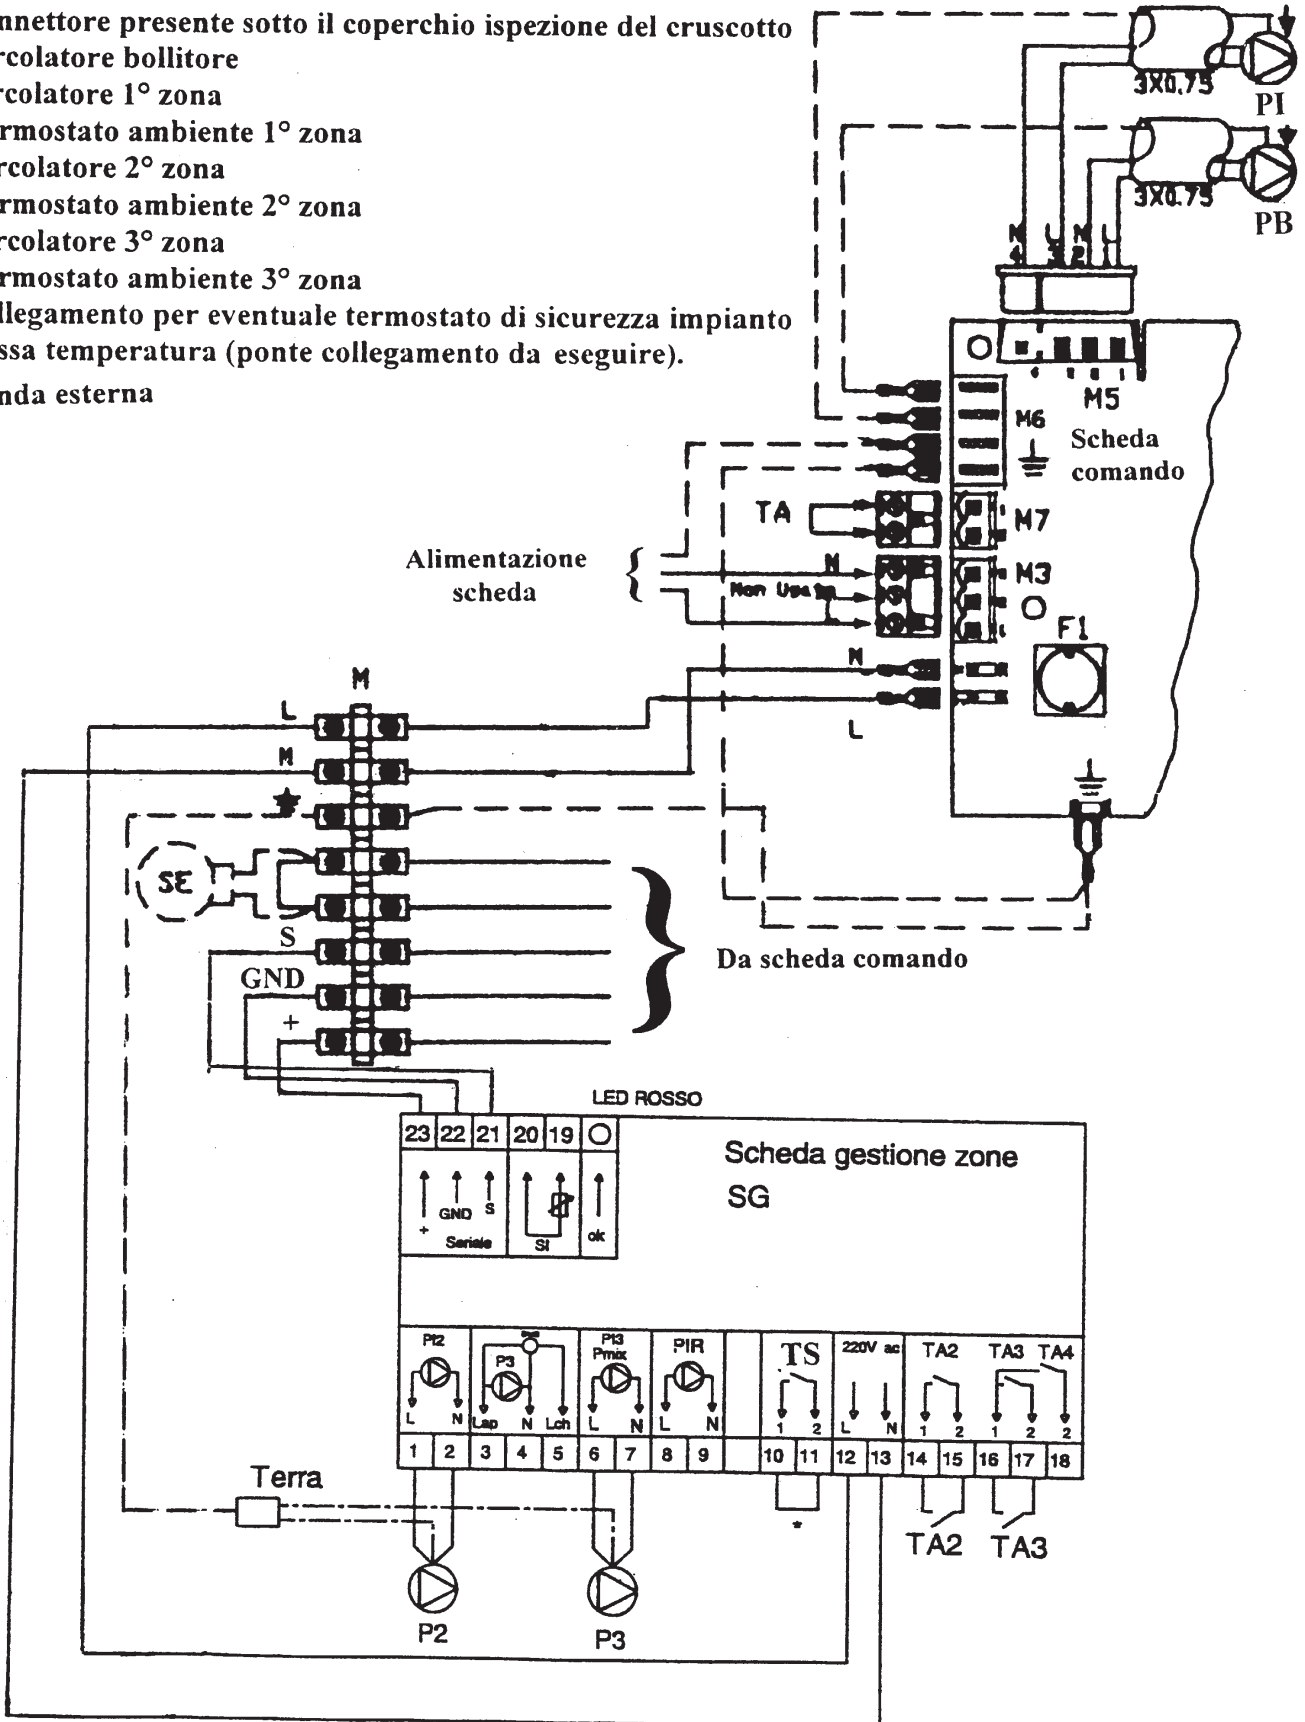 nnettore presente sotto il coperchio ispezione del cruscotto
rcolatore bollitore
rcolatore 1° zona
rmostato ambiente 1° zona
rcolatore 2° zona
rmostato ambiente 2° zona
rcolatore 3° zona
rmostato ambiente 3° zona
llegamento per eventuale termostato di sicurezza impianto
ssa temperatura (ponte collegamento da eseguire).
nda esterna
3X0.75
PI
3X0.75
PB
N L N L
4 3 2 1
M5
M6
Scheda
comando
TA
M7
Alimentazione
scheda
N
Non Usato
L
M3
F1
N
L
M
L
N
SE
S
GND
+
Da scheda comando
LED ROSSO
23 22 21 20 19
Scheda gestione zone
SG
+ GND S
Seriale
SI
ok
PI2
P3
PI3
Pmix
PIR
TS
220V ac
TA2
TA3 TA4
L N Lap N Lch L N L N 1 2 L N 1 2 1 2 2
1 2 3 4 5 6 7 8 9 10 11 12 13 14 15 16 17 18
Terra
*
TA2 TA3
P2
P3